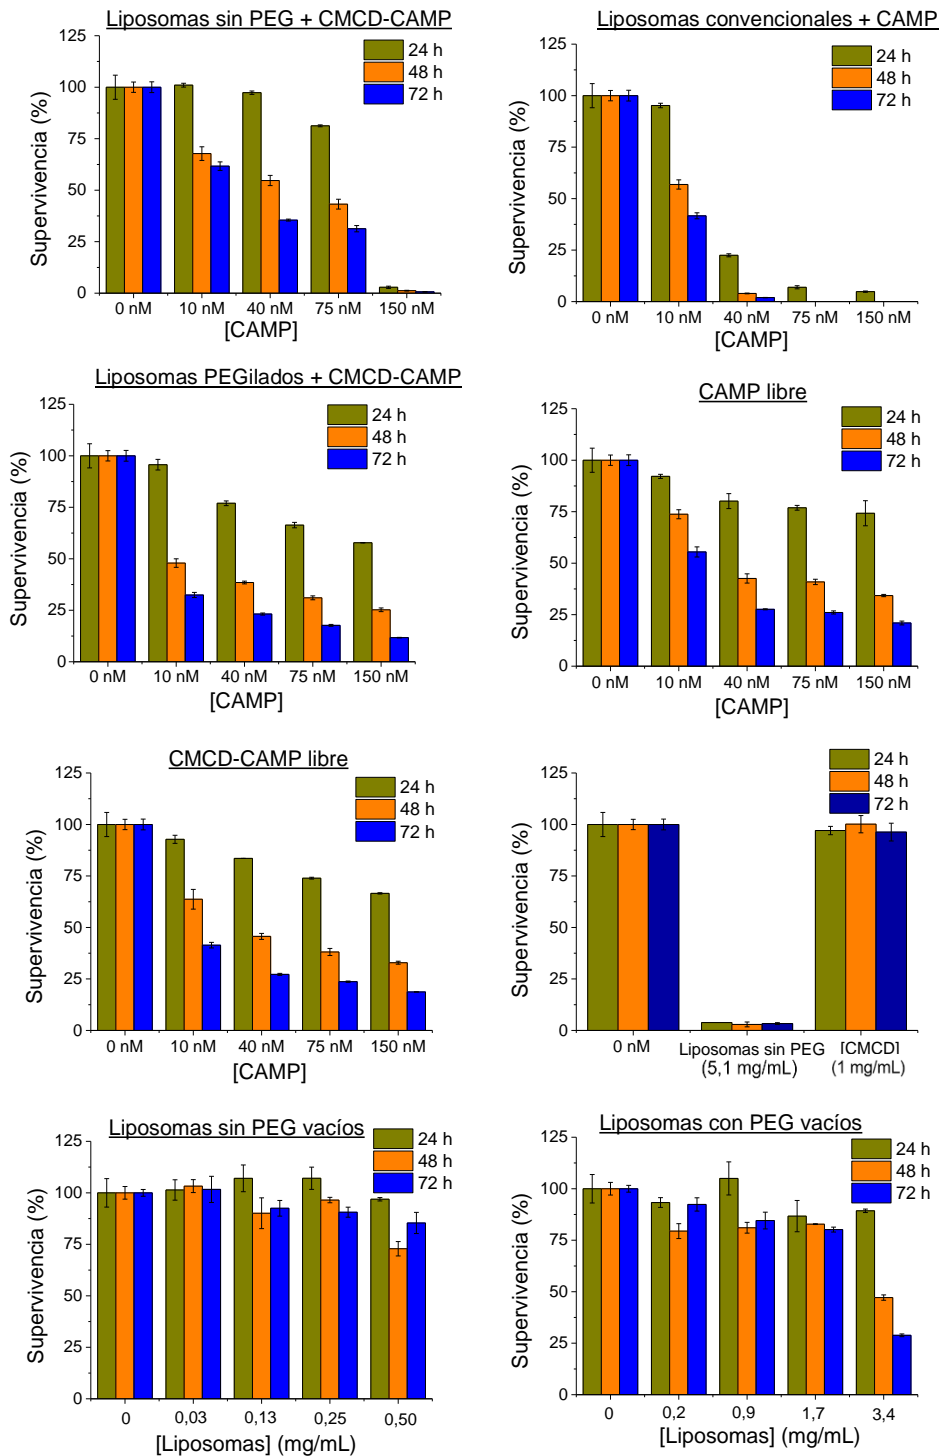 Liposomas sin PEG + CMCD-CAMP
Supervivencia (%)
125
100
75
50
25
0
24 h
48 h
72 h
0 nM 10 nM 40 nM 75 nM 150 nM
[CAMP]
Liposomas convencionales + CAMP
Supervivencia (%)
125
100
75
50
25
0
24 h
48 h
72 h
0 nM 10 nM 40 nM 75 nM 150 nM
[CAMP]
Liposomas PEGilados + CMCD-CAMP
Supervivencia (%)
125
100
75
50
25
0
24 h
48 h
72 h
0 nM 10 nM 40 nM 75 nM 150 nM
[CAMP]
CAMP libre
Supervivencia (%)
125
100
75
50
25
0
24 h
48 h
72 h
0 nM 10 nM 40 nM 75 nM 150 nM
[CAMP]
CMCD-CAMP libre
Supervivencia (%)
125
100
75
50
25
0
24 h
48 h
72 h
0 nM 10 nM 40 nM 75 nM 150 nM
[CAMP]
Supervivencia (%)
125
100
75
50
25
0
24 h
48 h
72 h
0 nM Liposomas sin PEG [CMCD]
(5,1 mg/mL) (1 mg/mL)
Liposomas sin PEG vacíos
Supervivencia (%)
125
100
75
50
25
0
24 h
48 h
72 h
0 0,03 0,13 0,25 0,50
[Liposomas] (mg/mL)
Liposomas con PEG vacíos
Supervivencia (%)
125
100
75
50
25
0
24 h
48 h
72 h
0 0,2 0,9 1,7 3,4
[Liposomas] (mg/mL)